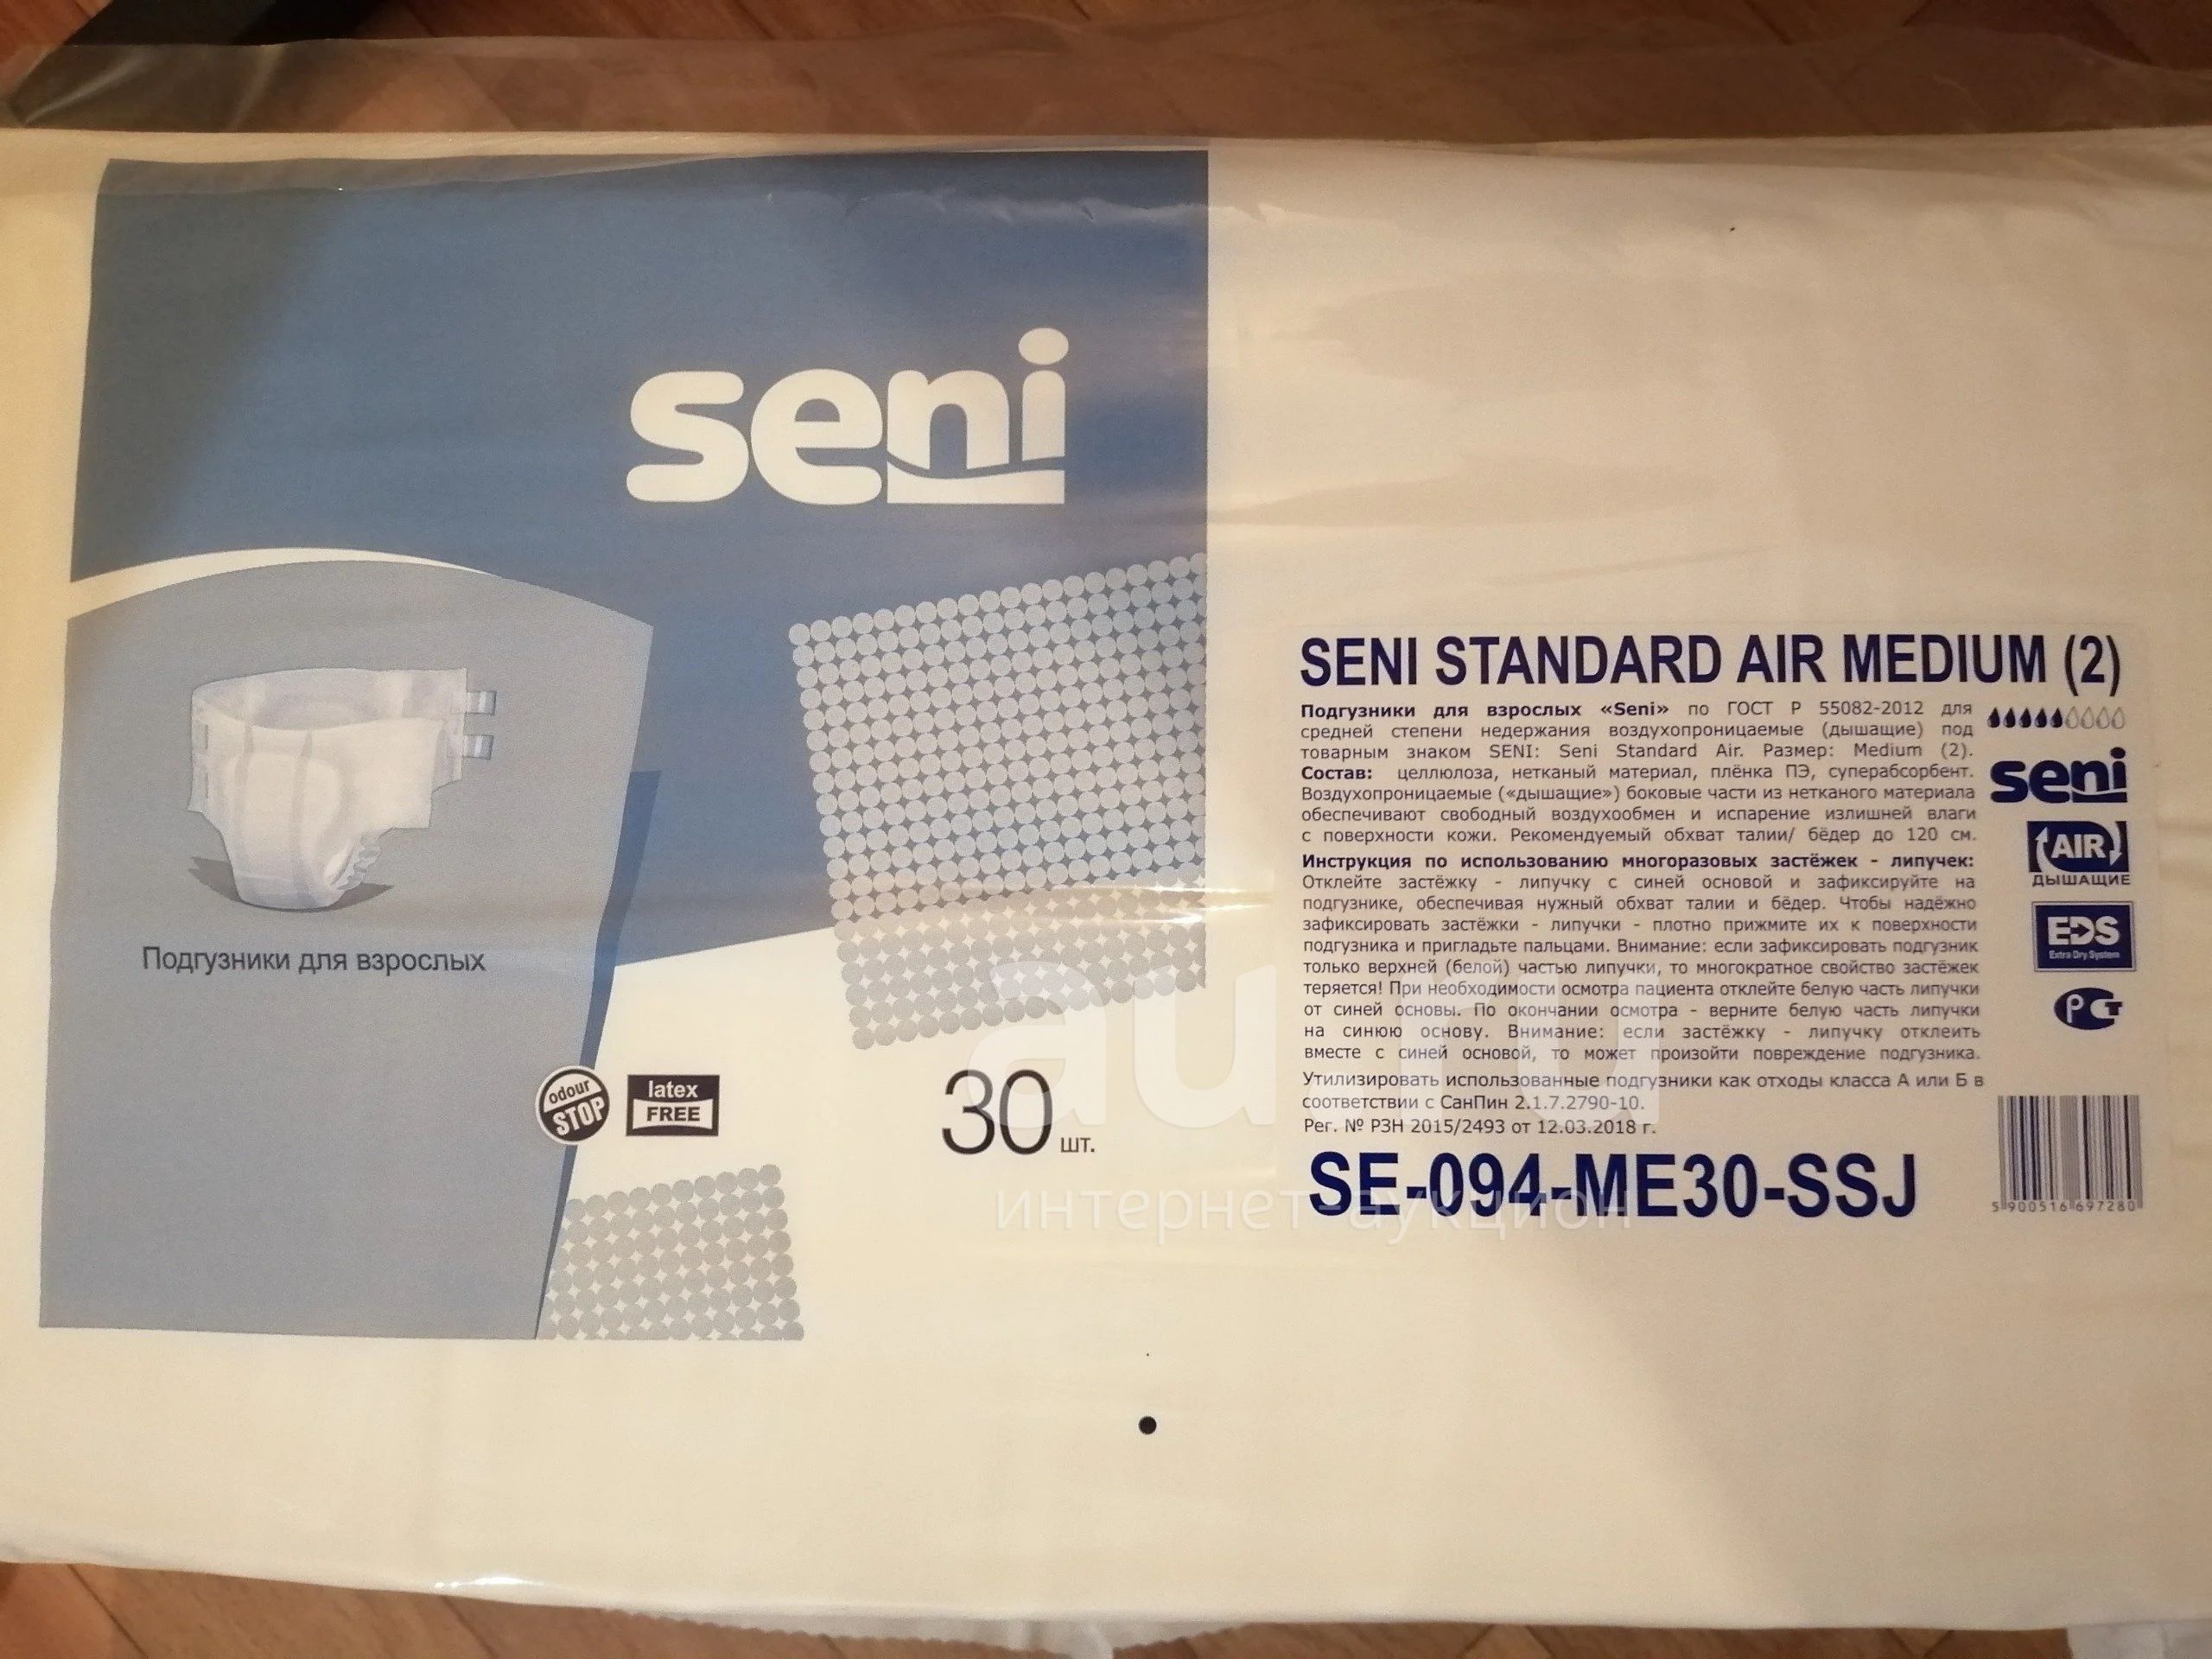 seni
Подгузники для взрослых
odour
STOP
latex
FREE
30 шт.
SENI STANDARD AIR MEDIUM (2)
Подгузники для взрослых «Seni» по ГОСТ Р 55082-2012 для
средней степени недержания воздухопроницаемые (дышащие) под
товарным знаком SENI: Seni Standard Air. Размер: Medium (2).
Состав: целлюлоза, нетканый материал, плёнка ПЭ, суперабсорбент.
Воздухопроницаемые («дышащие») боковые части из нетканого материала
обеспечивают свободный воздухообмен и испарение излишней влаги
с поверхности кожи. Рекомендуемый обхват талии/ бёдер до 120 см.
Инструкция по использованию многоразовых застёжек - липучек:
Отклейте застёжку - липучку с синей основой и зафиксируйте на
подгузнике, обеспечивая нужный обхват талии и бёдер. Чтобы надёжно
зафиксировать застёжки - липучки - плотно прижмите их к поверхности
подгузника и пригладьте пальцами. Внимание: если зафиксировать подгузник
только верхней (белой) частью липучки, то многократное свойство застёжек
теряется! При необходимости осмотра пациента отклейте белую часть липучки
от синей основы. По окончании осмотра - верните белую часть липучки
на синюю основу. Внимание: если застёжку - липучку отклеить
вместе с синей основой, то может произойти повреждение подгузника.
Утилизировать использованные подгузники как отходы класса А или Б в
соответствии с СанПин 2.1.7.2790-10.
Рег. № РЗН 2015/2493 от 12.03.2018 г.
SE-094-ME30-SSJ
seni
AIR
ДЫШАЩИЕ
EDS
Extra Dry System
РСТ
5 900516 697280
au.ru
интернет-аукцион